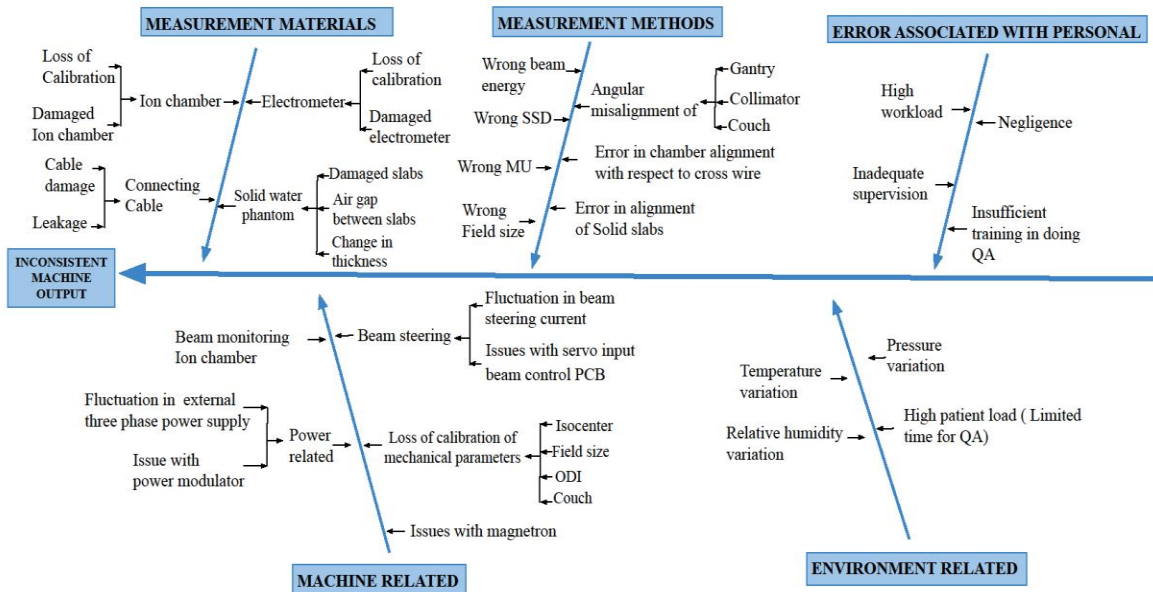 MEASUREMENT MATERIALS
MEASUREMENT METHODS
ERROR ASSOCIATED WITH PERSONAL
Loss of
Calibration
Damaged
Ion chamber
Ion chamber
Electrometer
Loss of
calibration
Damaged
electrometer
Cable
damage
Leakage
Connecting
Cable
Solid water
phantom
Damaged slabs
Air gap
between slabs
Change in
thickness
Wrong beam
energy
Wrong SSD
Wrong MU
Wrong
Field size
Angular
misalignment of
Gantry
Collimator
Couch
Error in chamber alignment
with respect to cross wire
Error in alignment
of Solid slabs
High
workload
Negligence
Inadequate
supervision
Insufficient
training in doing
QA
INCONSISTENT
MACHINE
OUTPUT
Beam monitoring
Ion chamber
Beam steering
Fluctuation in beam
steering current
Issues with servo input
beam control PCB
Fluctuation in external
three phase power supply
Issue with
power modulator
Power
related
Loss of calibration of
mechanical parameters
Isocenter
Field size
ODI
Couch
Issues with magnetron
Pressure
variation
Temperature
variation
Relative humidity
variation
High patient load ( Limited
time for QA)
MACHINE RELATED
ENVIRONMENT RELATED